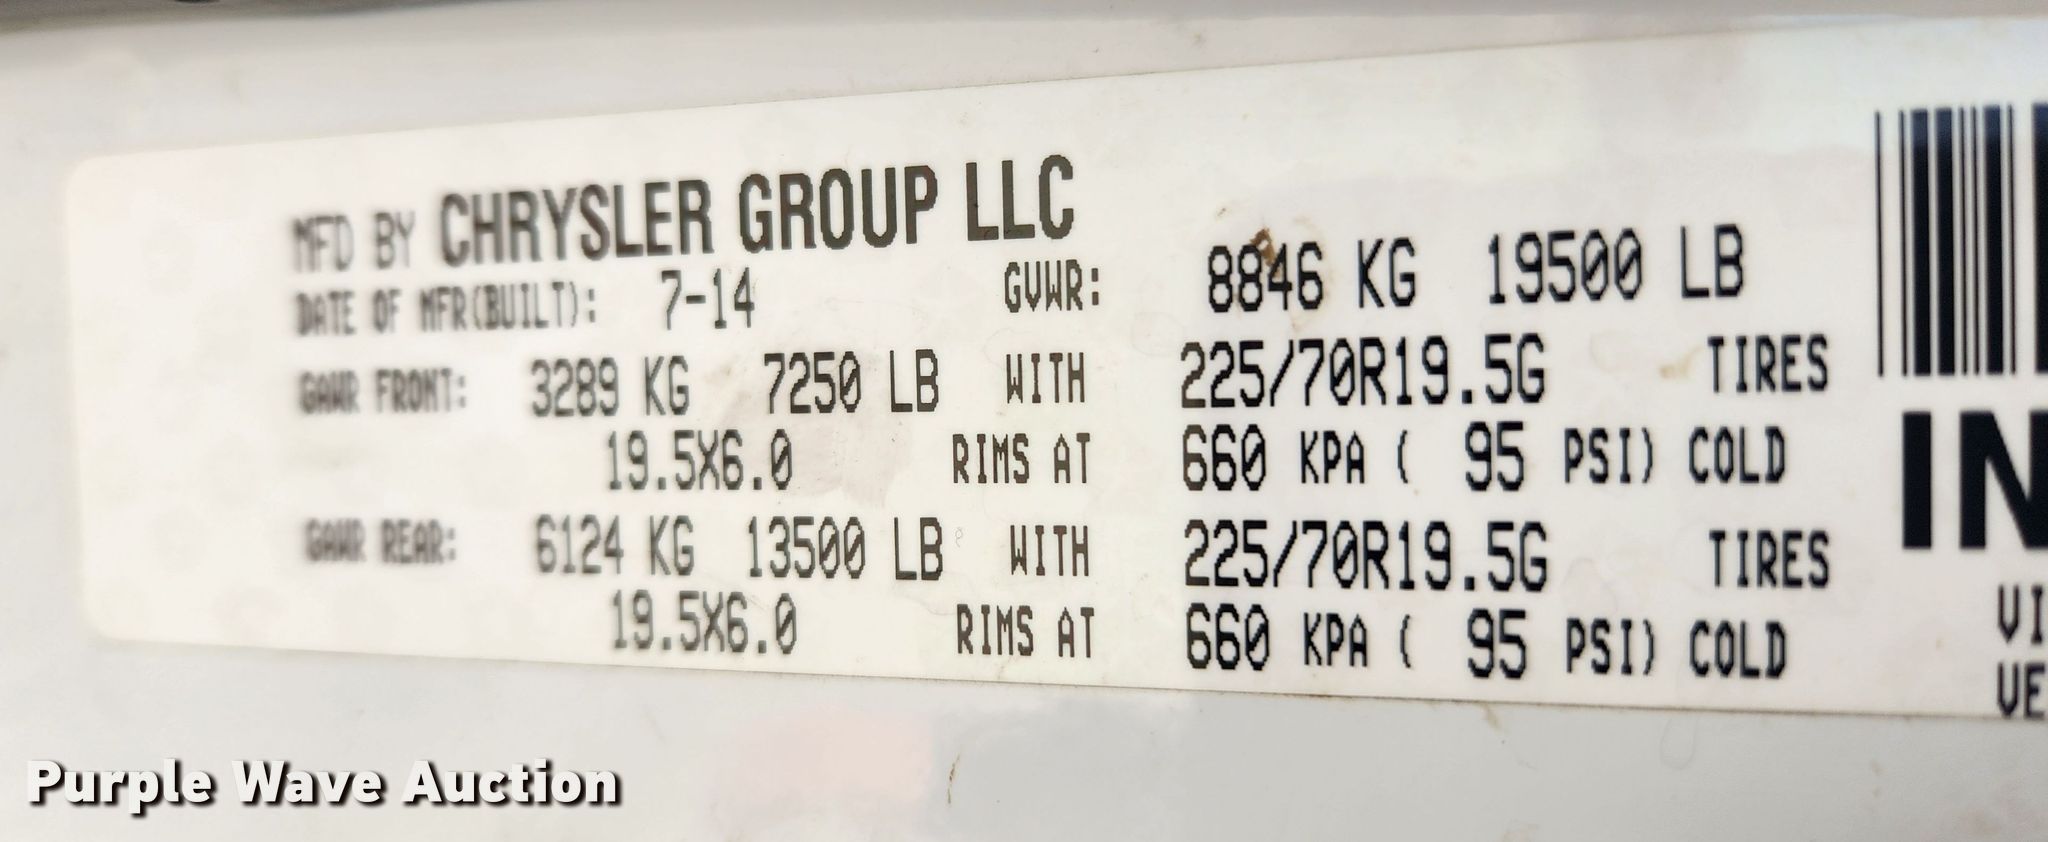 MFD BY CHRYSLER GROUP LLC
DATE OF MFR(BUILT): 7-14 GVWR: 8846 KG 19500 LB
GAWR FRONT: 3289 KG 7250 LB WITH 225/70R19.5G TIRES
19.5X6.0 RIMS AT 660 KPA ( 95 PSI) COLD
GAWR REAR: 6124 KG 13500 LB WITH 225/70R19.5G TIRES
19.5X6.0 RIMS AT 660 KPA ( 95 PSI) COLD
IN
VI
VE
Purple Wave Auction